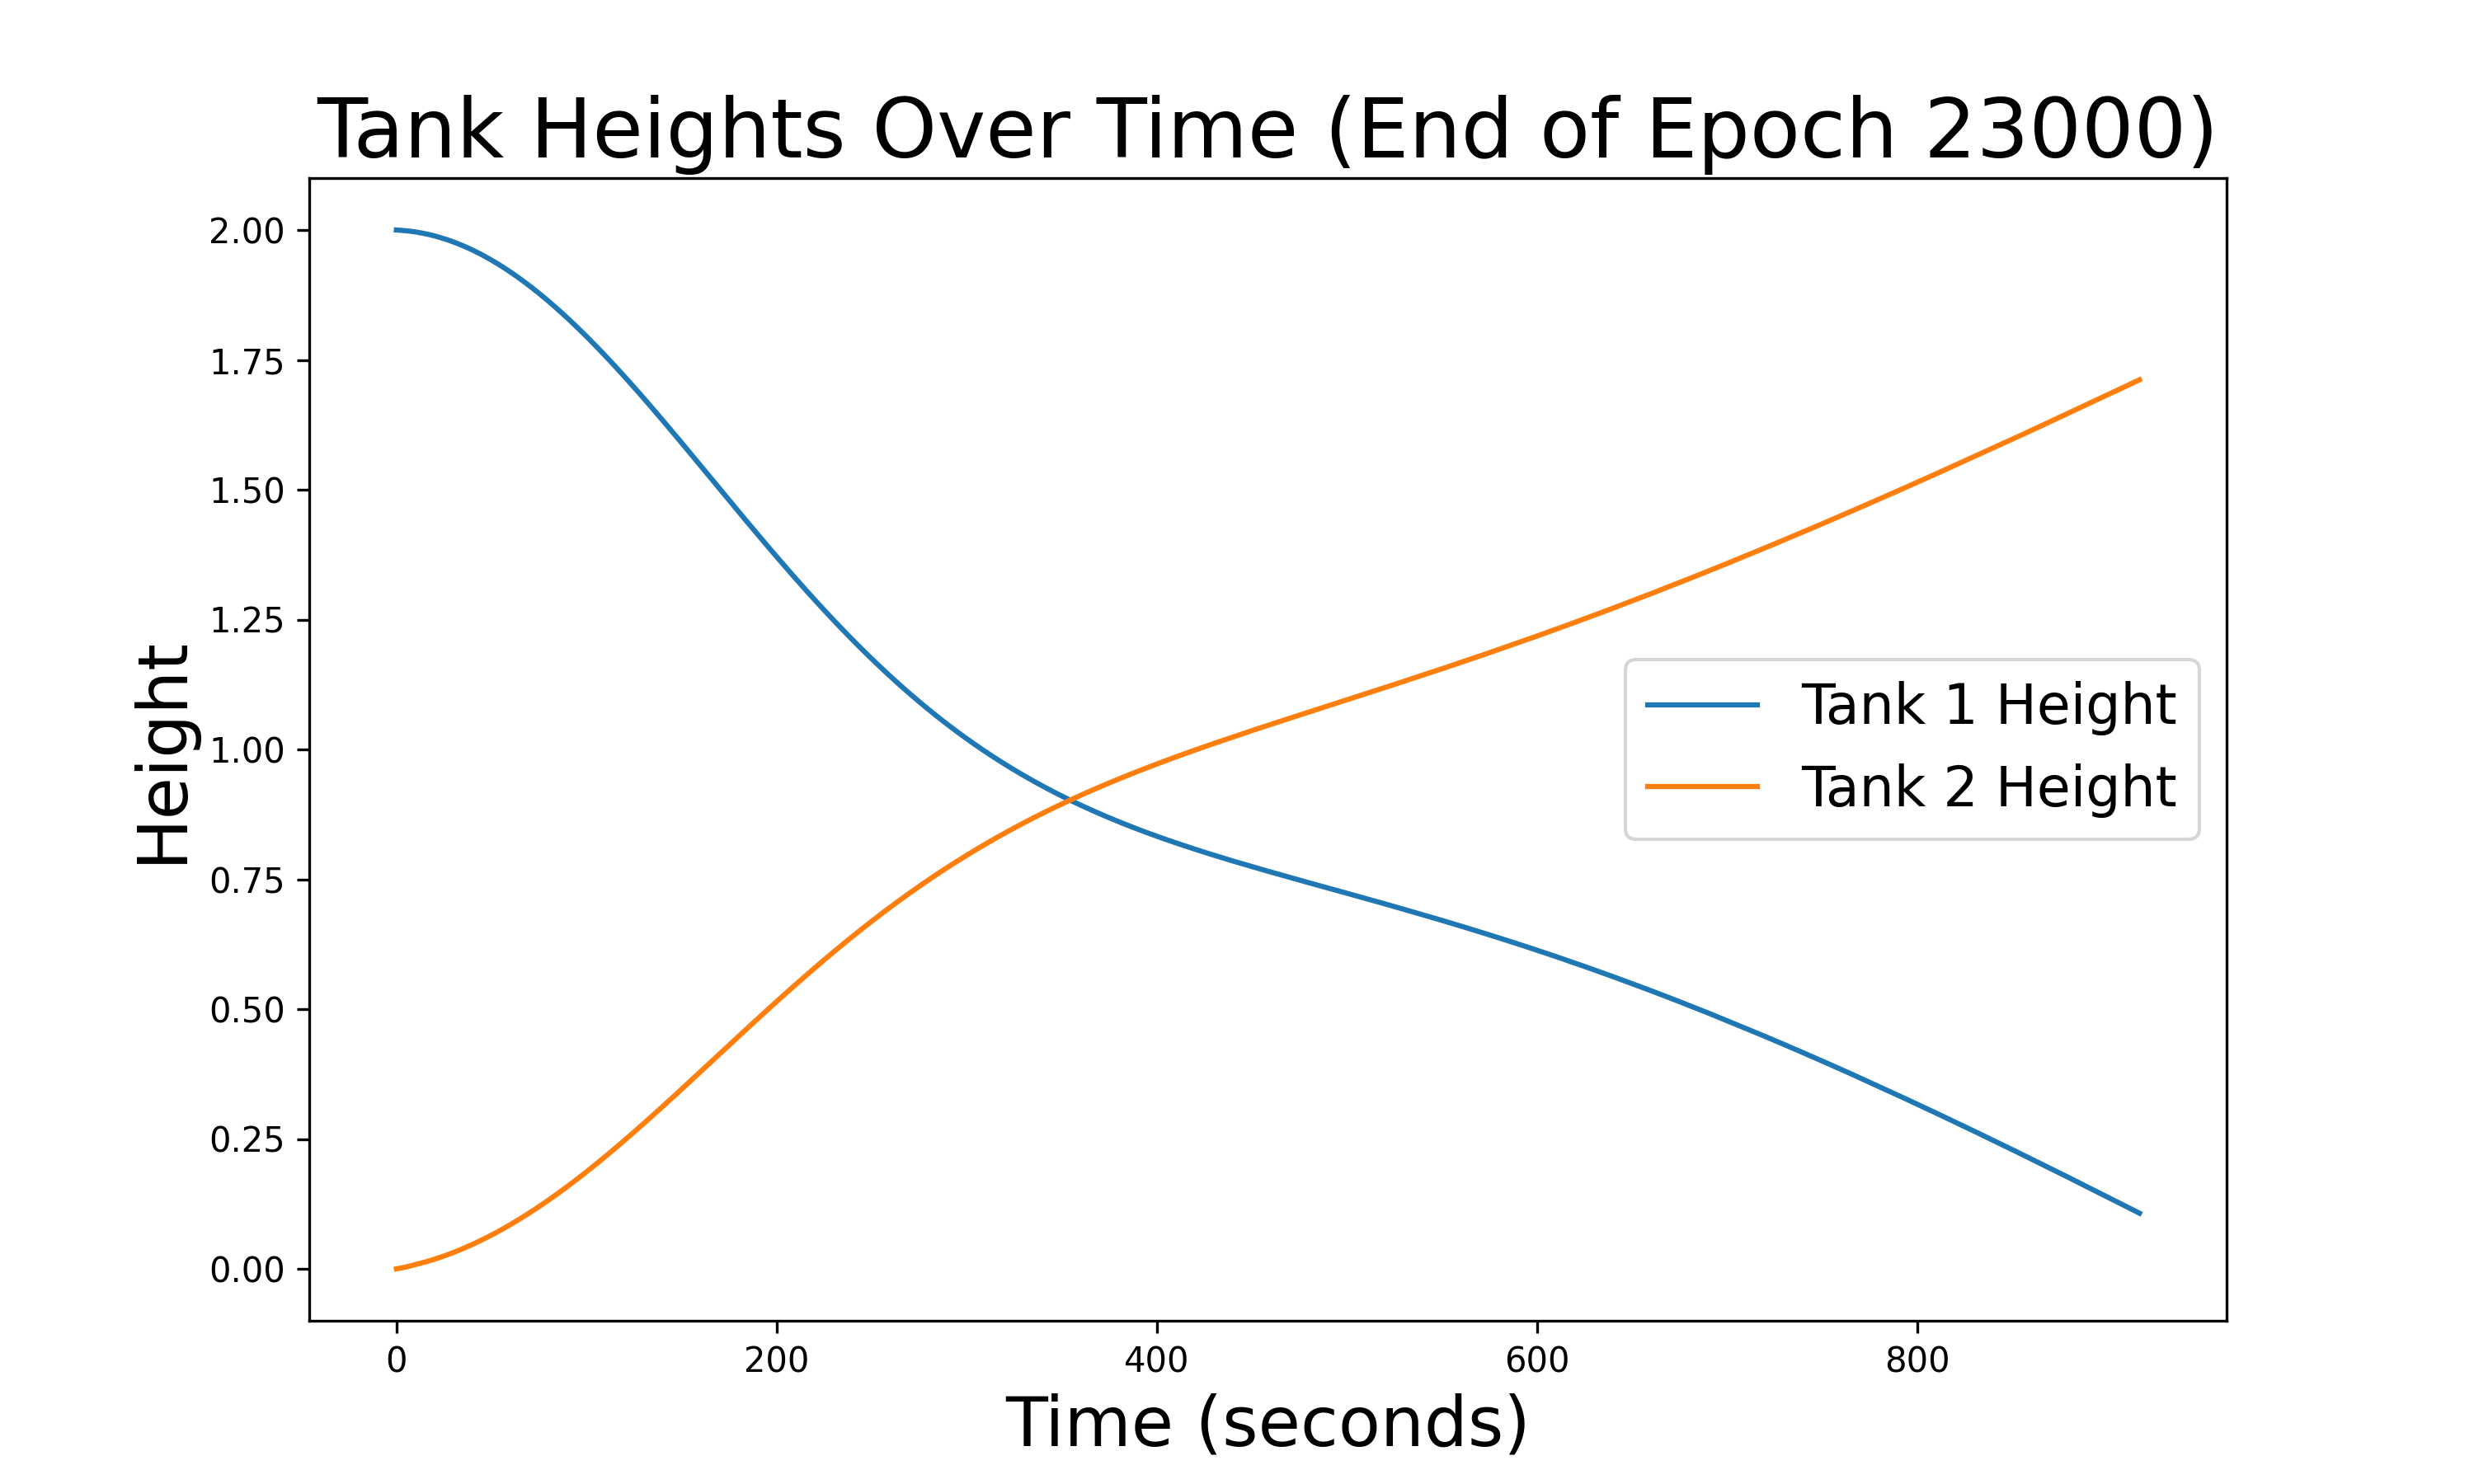 Tank Heights Over Time (End of Epoch 23000)
2.00
1.75
1.50
1.25
1.00
0.75
0.50
0.25
0.00
Height
Tank 1 Height
Tank 2 Height
0 200 400 600 800
Time (seconds)